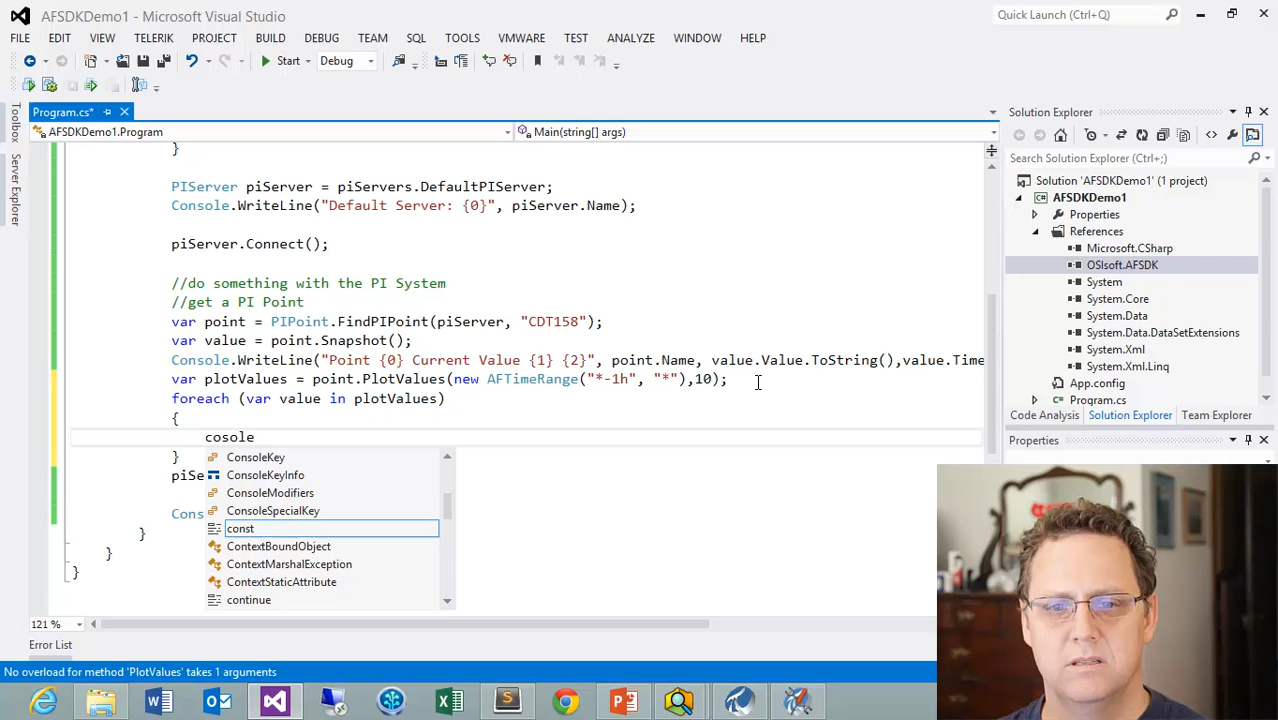 AFSDKDemo1 - Microsoft Visual Studio
Quick Launch (Ctrl+Q)
FILE EDIT VIEW TELERIK PROJECT BUILD DEBUG TEAM SQL TOOLS VMWARE TEST ANALYZE WINDOW HELP
Start Debug
Program.cs*
Solution Explorer
AFSDKDemo1.Program Main(string[] args)
Toolbox
Server Explorer
Search Solution Explorer (Ctrl+;)
Solution 'AFSDKDemo1' (1 project)
AFSDKDemo1
Properties
References
Microsoft.CSharp
OSIsoft.AFSDK
System
System.Core
System.Data
System.Data.DataSetExtensions
System.Xml
System.Xml.Linq
App.config
Program.cs
Code Analysis Solution Explorer Team Explorer
Properties
}
PIServer piServer = piServers.DefaultPIServer;
Console.WriteLine("Default Server: {0}", piServer.Name);
piServer.Connect();
//do something with the PI System
//get a PI Point
var point = PIPoint.FindPIPoint(piServer, "CDT158");
var value = point.Snapshot();
Console.WriteLine("Point {0} Current Value {1} {2}", point.Name, value.Value.ToString(),value.Time
var plotValues = point.PlotValues(new AFTimeRange("*-1h", "*"),10);
foreach (var value in plotValues)
{
cosole
}
piSe
Cons
}
}
}
ConsoleKey
ConsoleKeyInfo
ConsoleModifiers
ConsoleSpecialKey
const
ContextBoundObject
ContextMarshalException
ContextStaticAttribute
continue
121 %
Error List
No overload for method 'PlotValues' takes 1 arguments